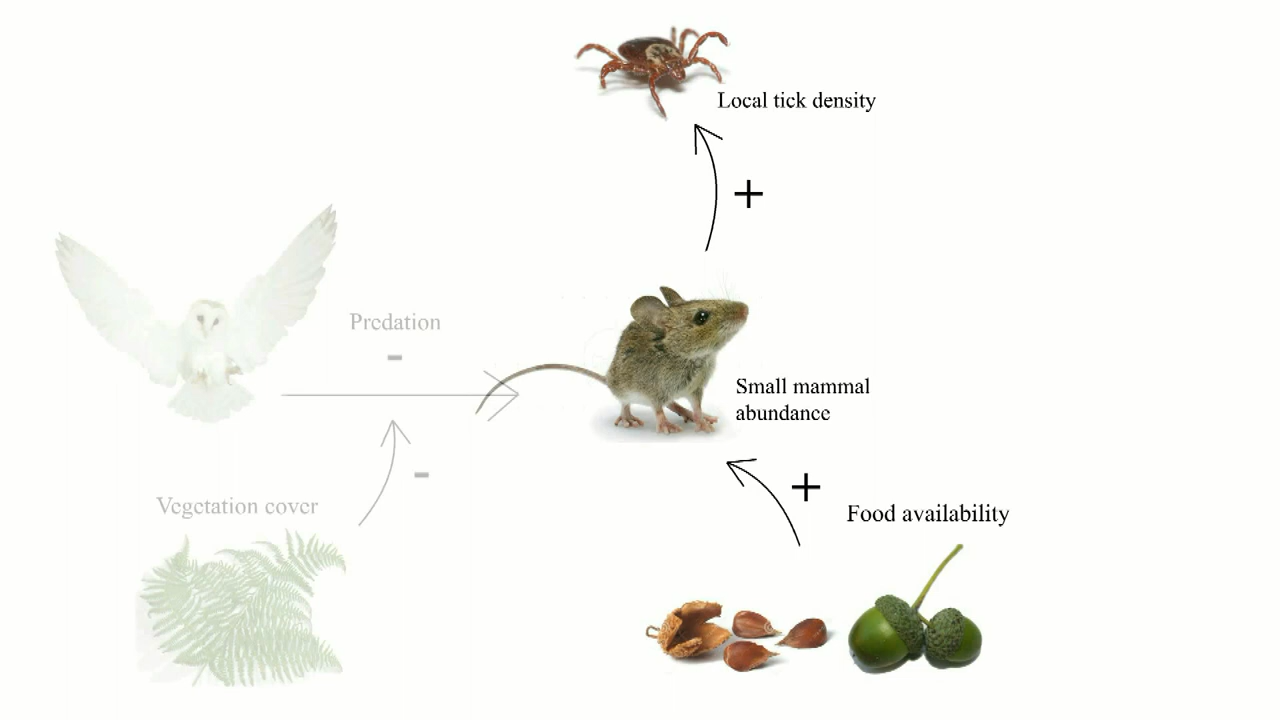 Local tick density
+
Predation
-
Small mammal
abundance
-
+
Vegetation cover
Food availability